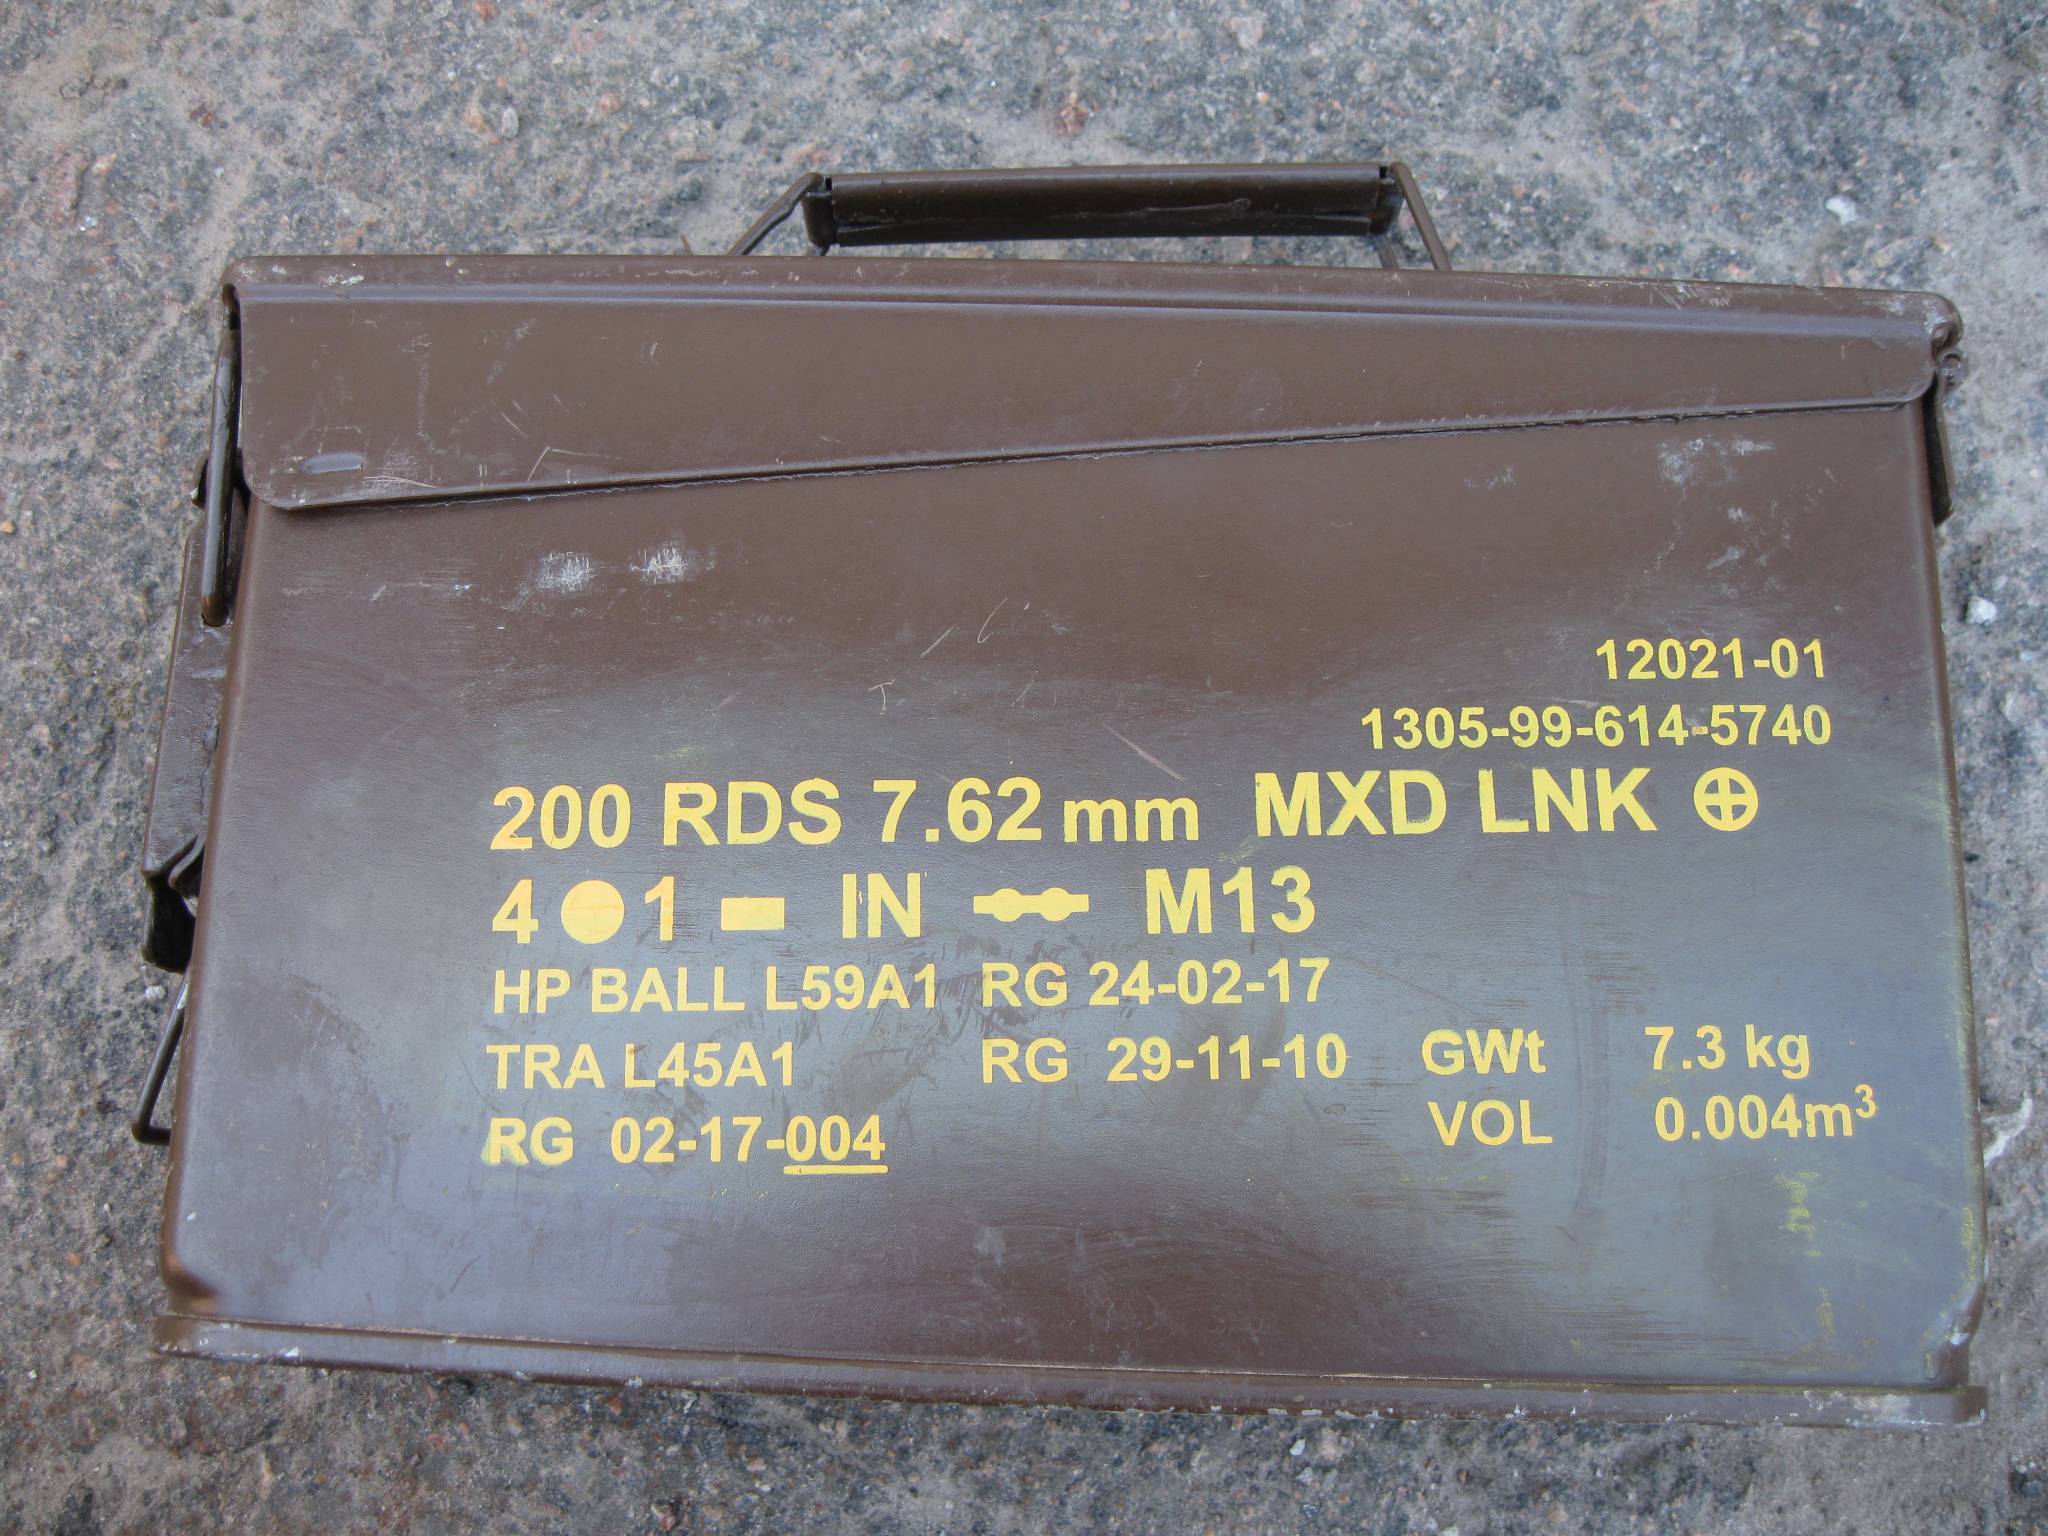 12021-01
1305-99-614-5740
200 RDS 7.62 mm MXD LNK ⊕
4 1 IN M13
HP BALL L59A1 RG 24-02-17
TRA L45A1 RG 29-11-10 GWt 7.3 kg
RG 02-17-004 VOL 0.004m³